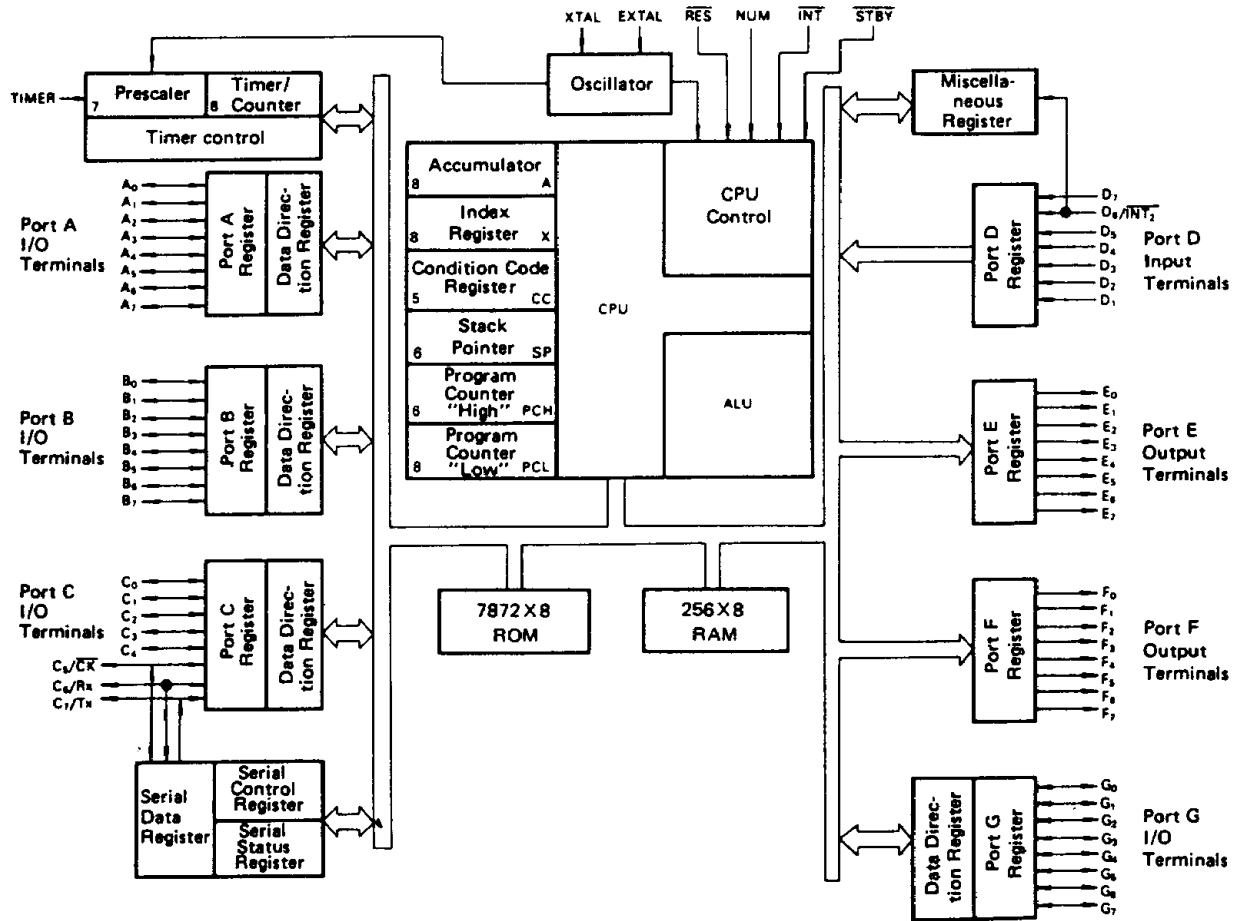 XTAL EXTAL RES NUM INT STBY
Oscillator
TIMER
Prescaler
7
Timer/
Counter
8
Timer control
Port A
I/O
Terminals
A₀
A₁
A₂
A₃
A₄
A₅
A₆
A₇
Port A
Register
Data Direc-
tion Register
Port B
I/O
Terminals
B₀
B₁
B₂
B₃
B₄
B₅
B₆
B₇
Port B
Register
Data Direc-
tion Register
Port C
I/O
Terminals
C₀
C₁
C₂
C₃
C₄
C₅/CK
C₆/Rx
C₇/Tx
Port C
Register
Data Direc-
tion Register
Serial
Data
Register
Serial
Control
Register
Serial
Status
Register
Accumulator
8 A
Index
Register
8 X
Condition Code
Register
5 CC
Stack
Pointer
6 SP
Program
Counter
"High"
6 PCH
Program
Counter
"Low"
8 PCL
CPU
CPU
Control
ALU
7872X8
ROM
256X8
RAM
Miscella-
neous
Register
Port D
Register
D₇
D₆/INT₂
D₅
D₄
D₃
D₂
D₁
Port D
Input
Terminals
Port E
Register
E₀
E₁
E₂
E₃
E₄
E₅
E₆
E₇
Port E
Output
Terminals
Port F
Register
F₀
F₁
F₂
F₃
F₄
F₅
F₆
F₇
Port F
Output
Terminals
Data Direc-
tion Register
Port G
Register
G₀
G₁
G₂
G₃
G₄
G₅
G₆
G₇
Port G
I/O
Terminals